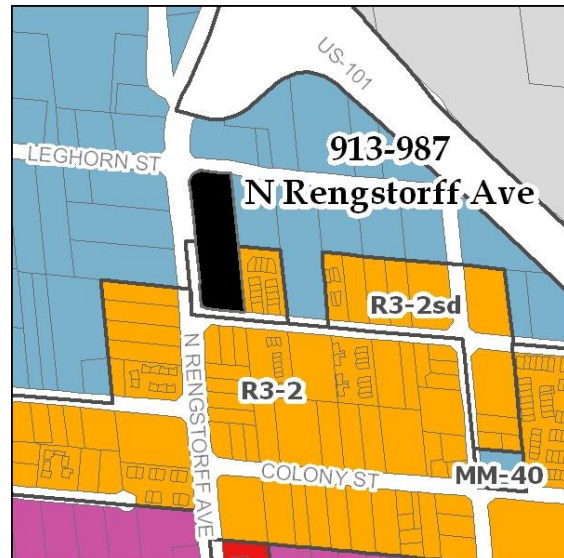 US-101
LEGHORN ST
913-987
N Rengstorff Ave
R3-2sd
N RENGSTORFF AVE
R3-2
COLONY ST
MM-40